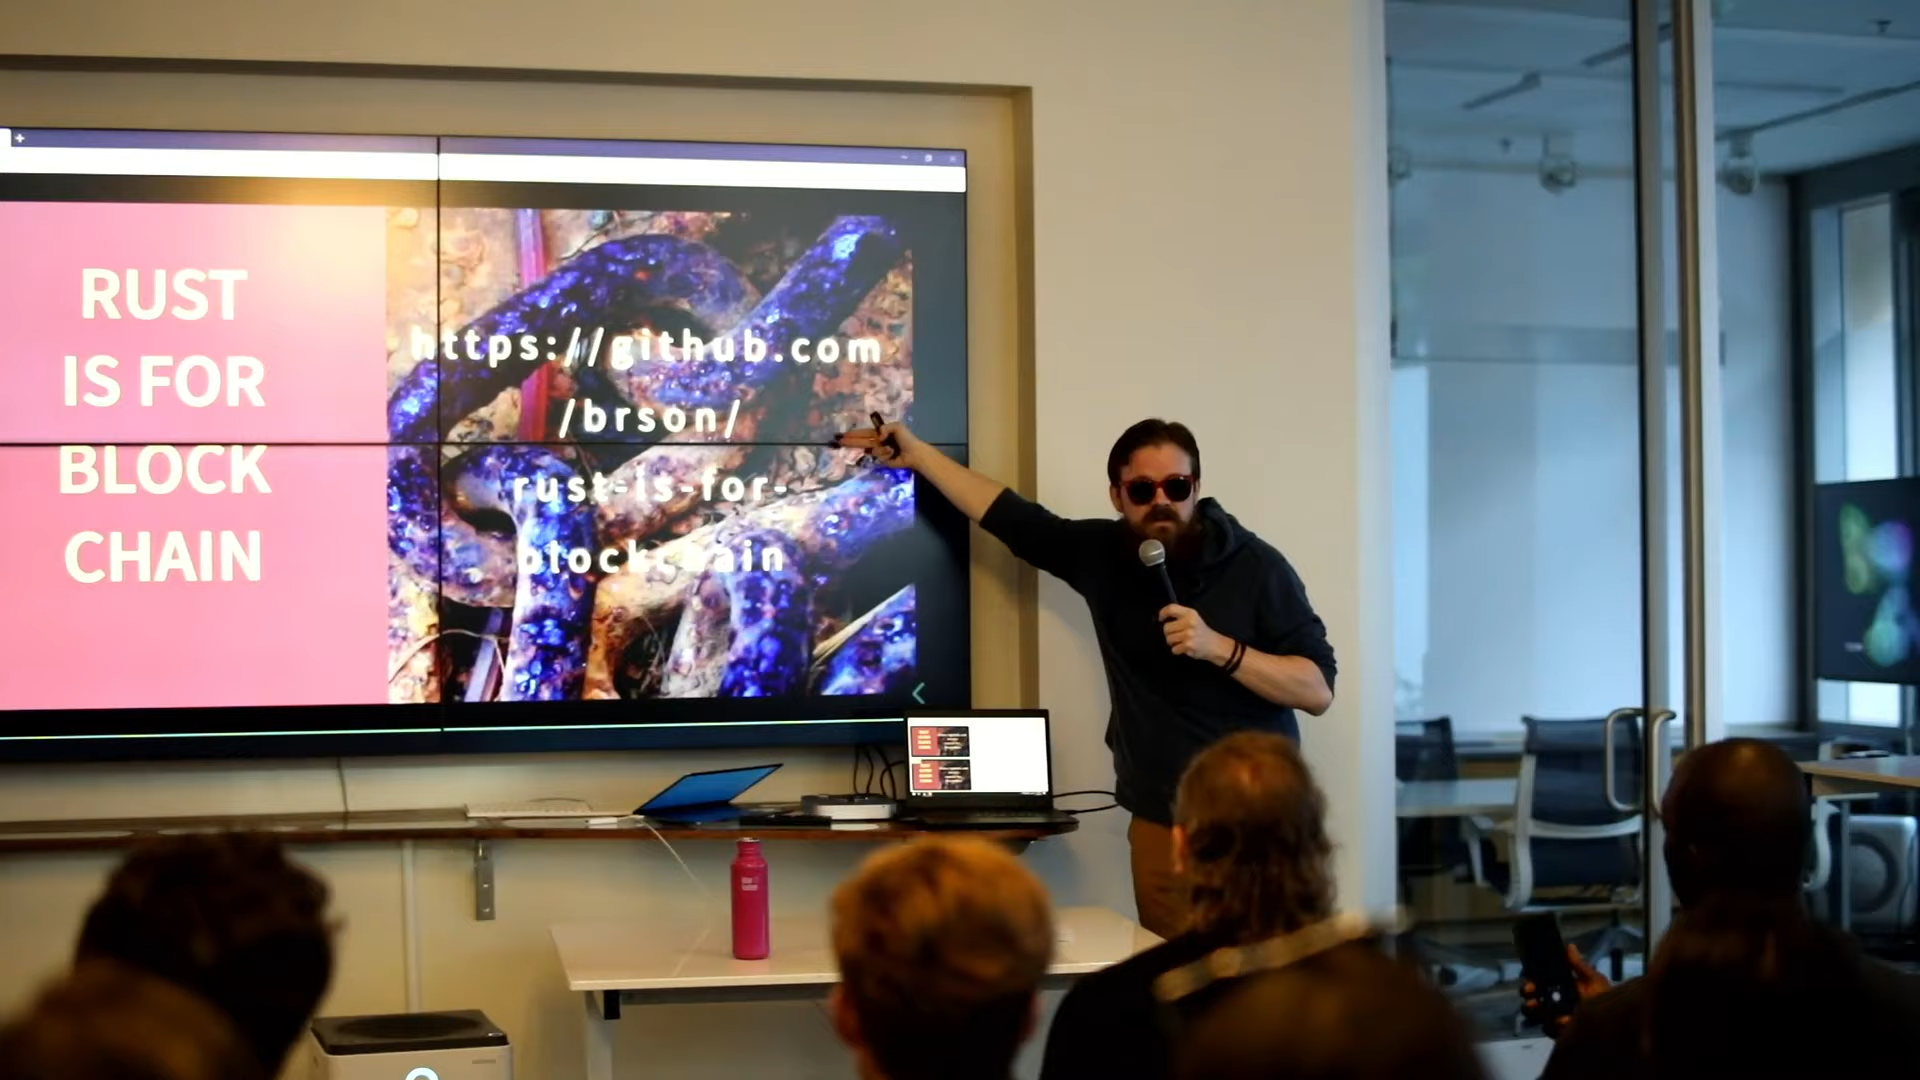 RUST
IS FOR
BLOCK
CHAIN
https://github.com
/brson/
rust-is-for-
blockchain